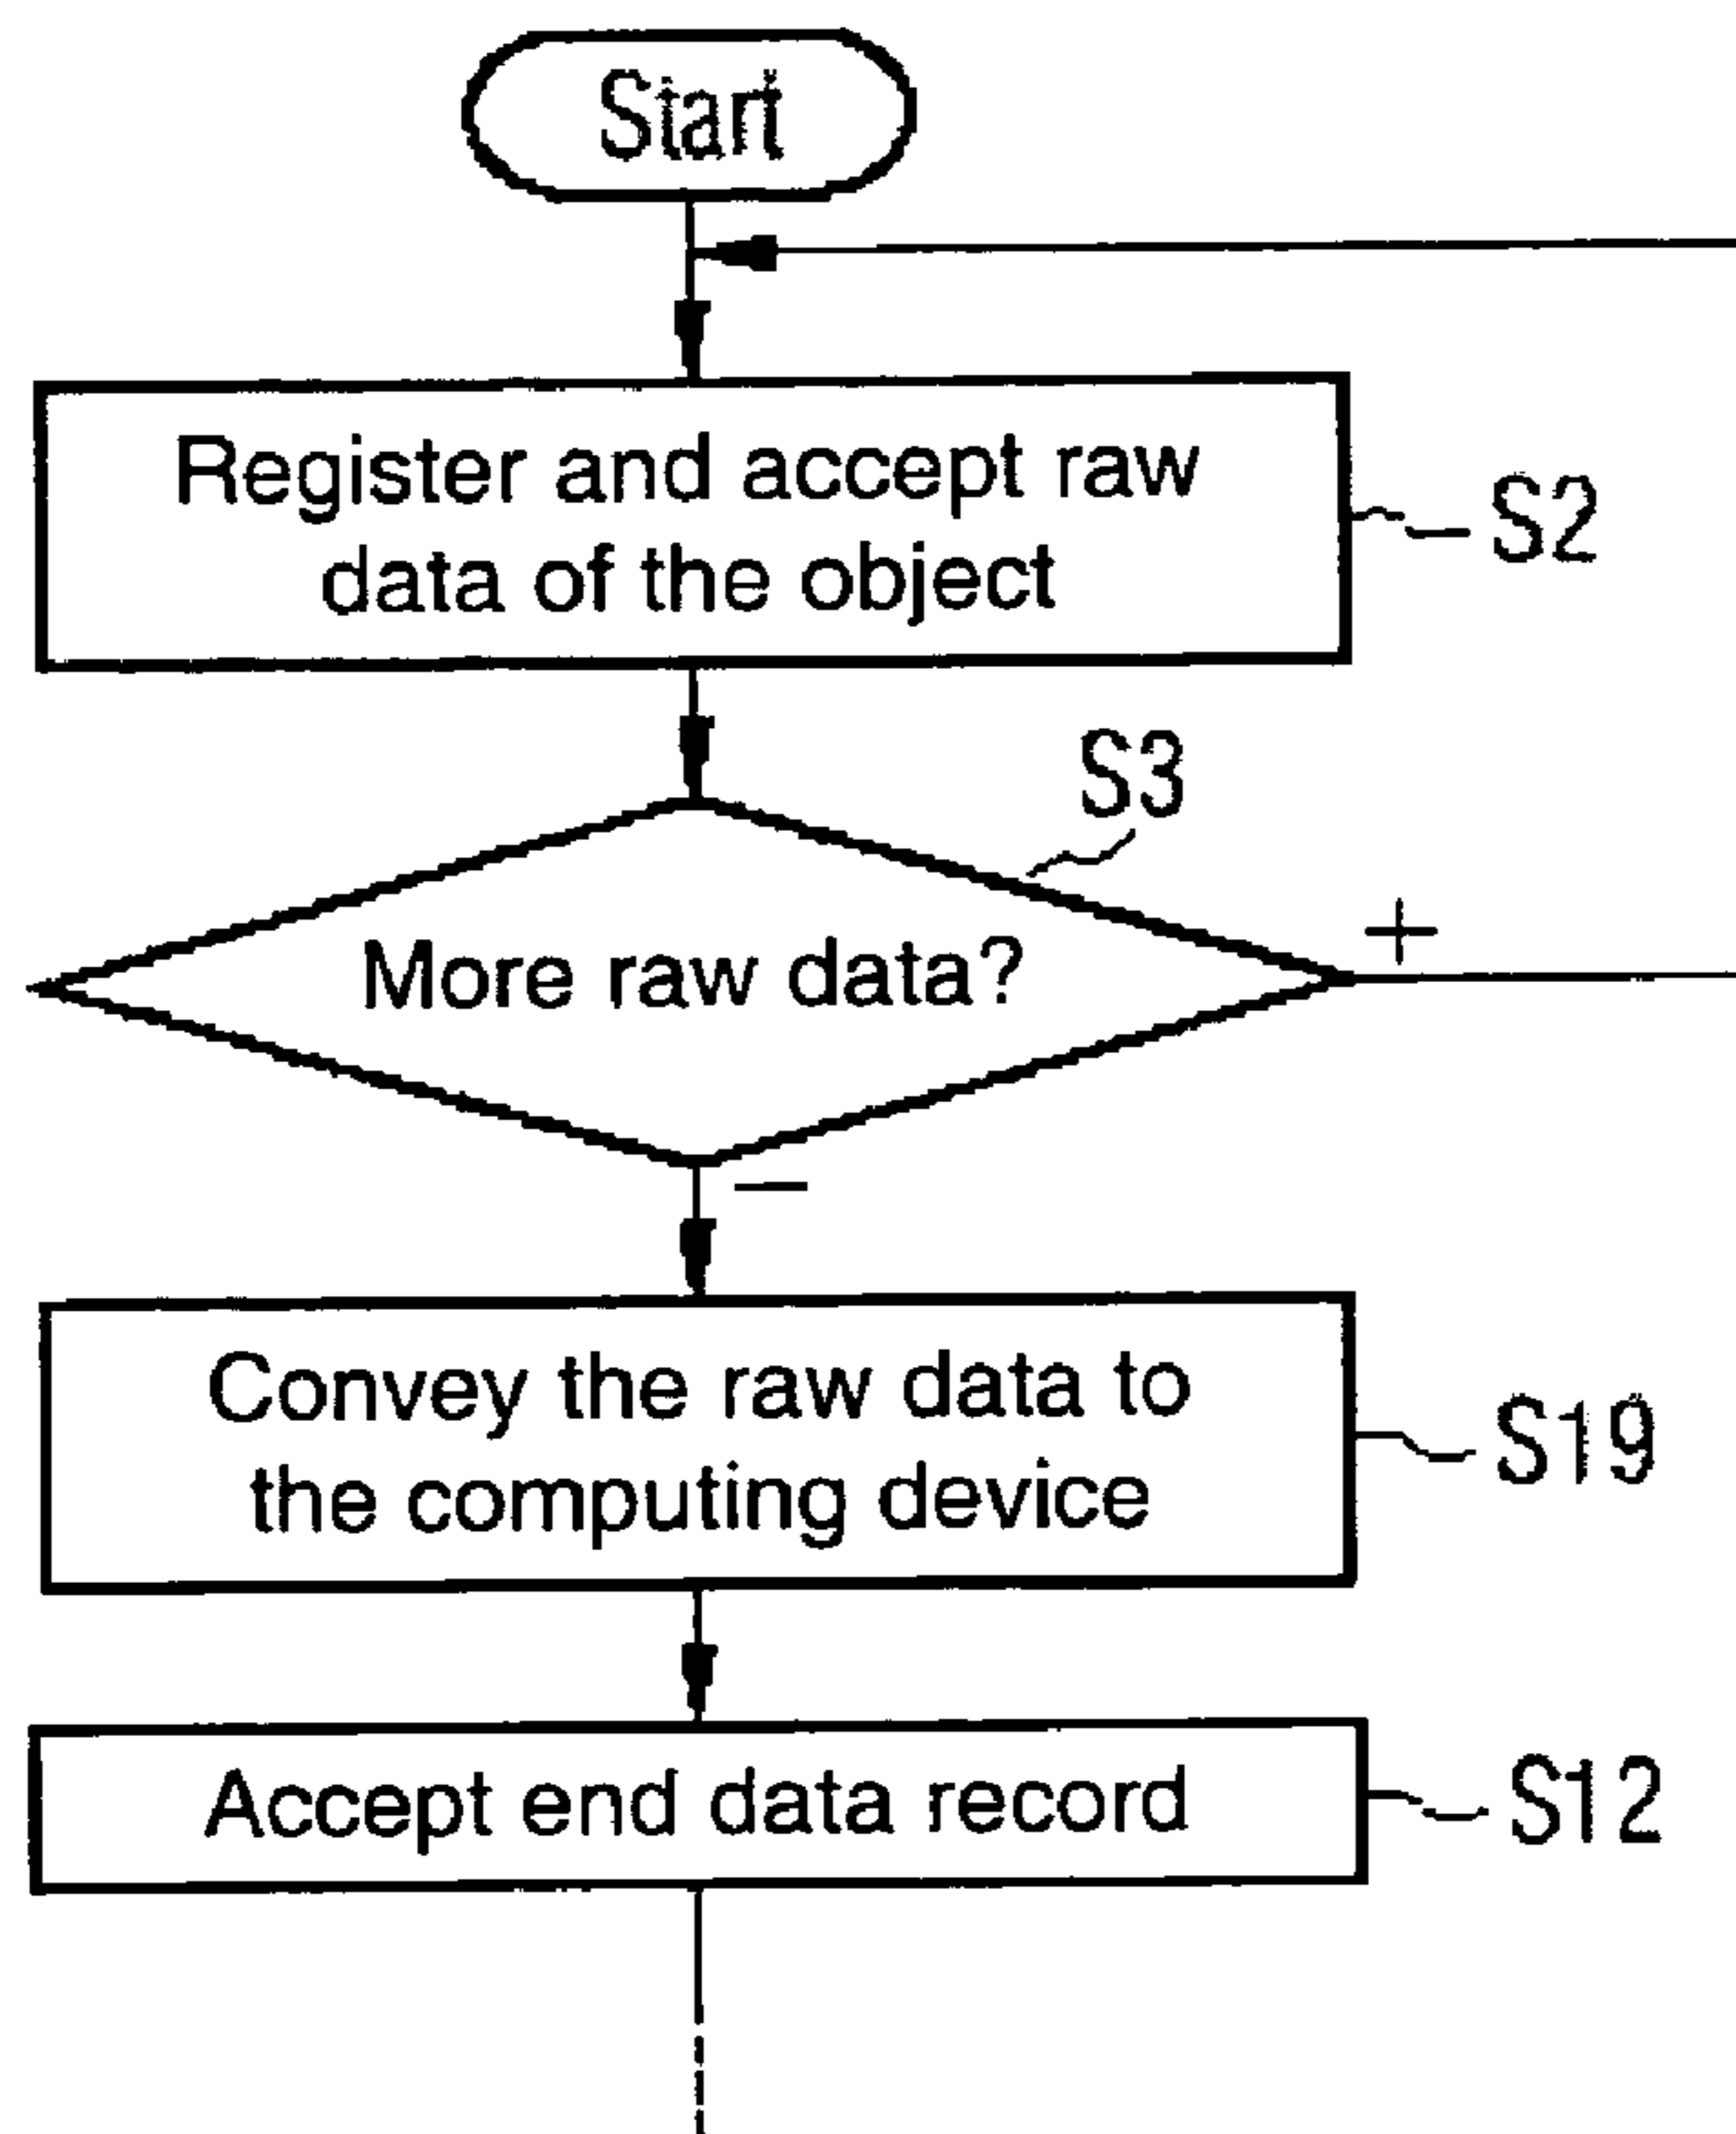 Start
Register and accept raw
data of the object
S2
S3
More raw data?
+
—
Convey the raw data to
the computing device
S19
Accept end data record
S12